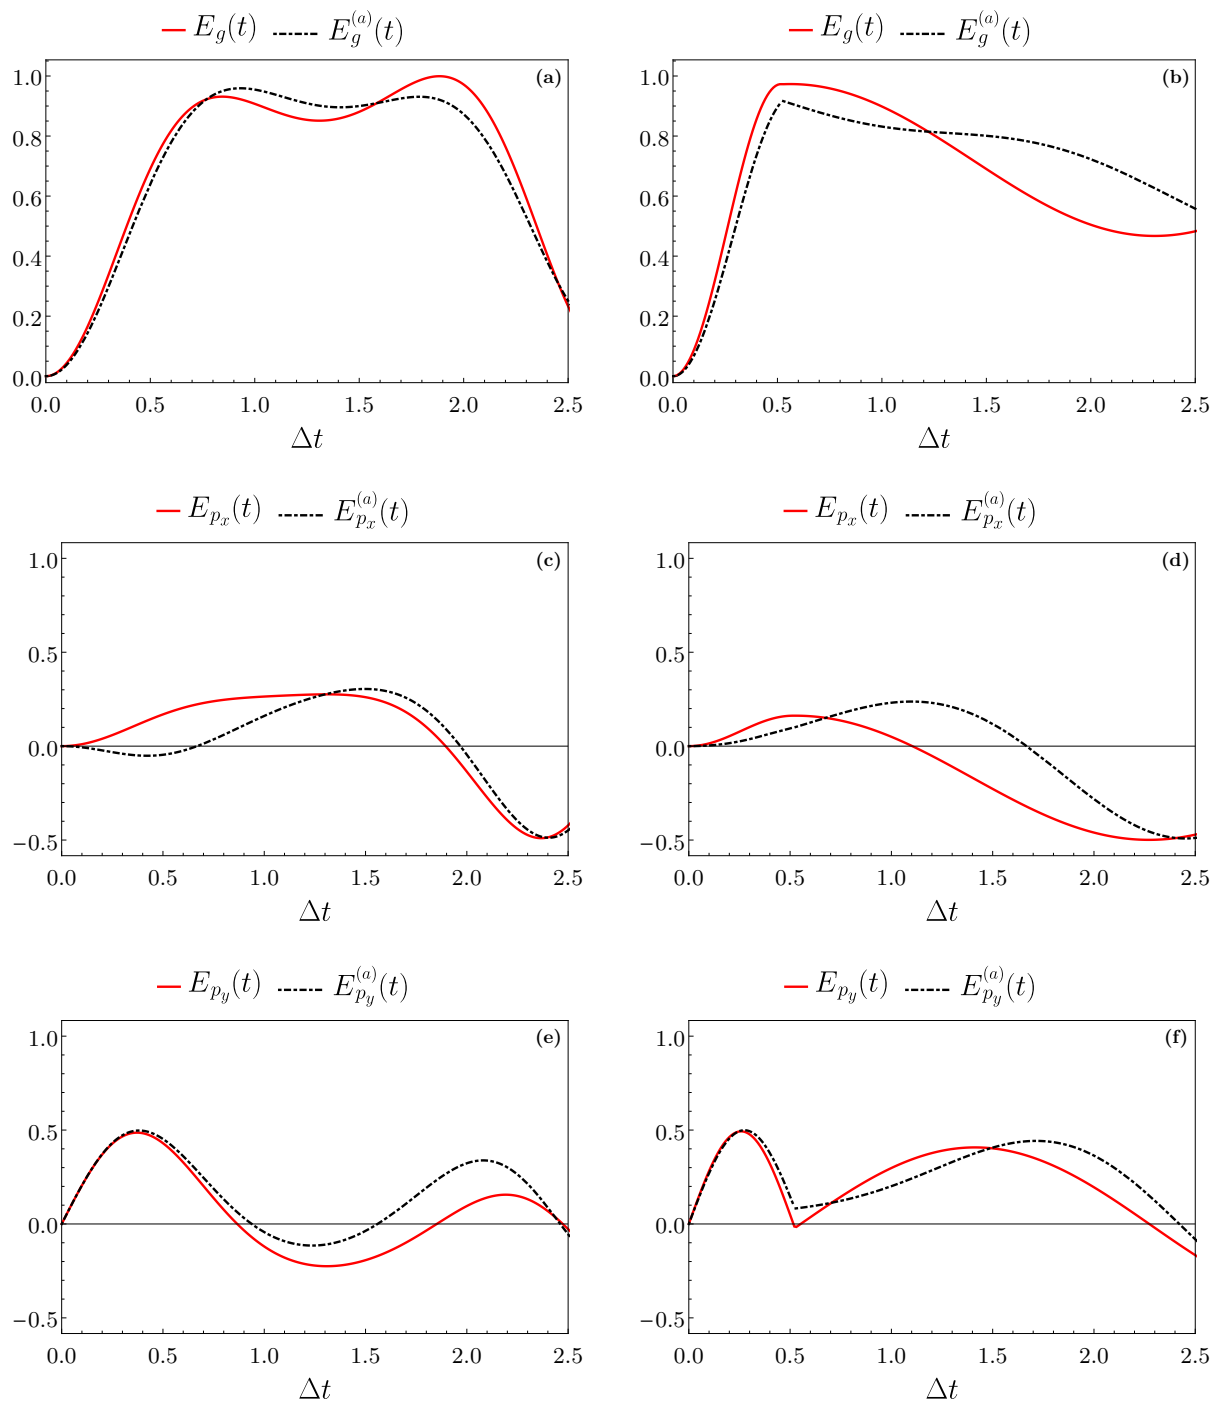 E_g(t) E_g^{(a)}(t)
E_g(t) E_g^{(a)}(t)
(a)
1.0
0.8
0.6
0.4
0.2
0.0
0.0 0.5 1.0 1.5 2.0 2.5
Δt
(b)
1.0
0.8
0.6
0.4
0.2
0.0
0.0 0.5 1.0 1.5 2.0 2.5
Δt
E_{p_x}(t) E_{p_x}^{(a)}(t)
E_{p_x}(t) E_{p_x}^{(a)}(t)
(c)
1.0
0.5
0.0
−0.5
0.0 0.5 1.0 1.5 2.0 2.5
Δt
(d)
1.0
0.5
0.0
−0.5
0.0 0.5 1.0 1.5 2.0 2.5
Δt
E_{p_y}(t) E_{p_y}^{(a)}(t)
E_{p_y}(t) E_{p_y}^{(a)}(t)
(e)
1.0
0.5
0.0
−0.5
0.0 0.5 1.0 1.5 2.0 2.5
Δt
(f)
1.0
0.5
0.0
−0.5
0.0 0.5 1.0 1.5 2.0 2.5
Δt